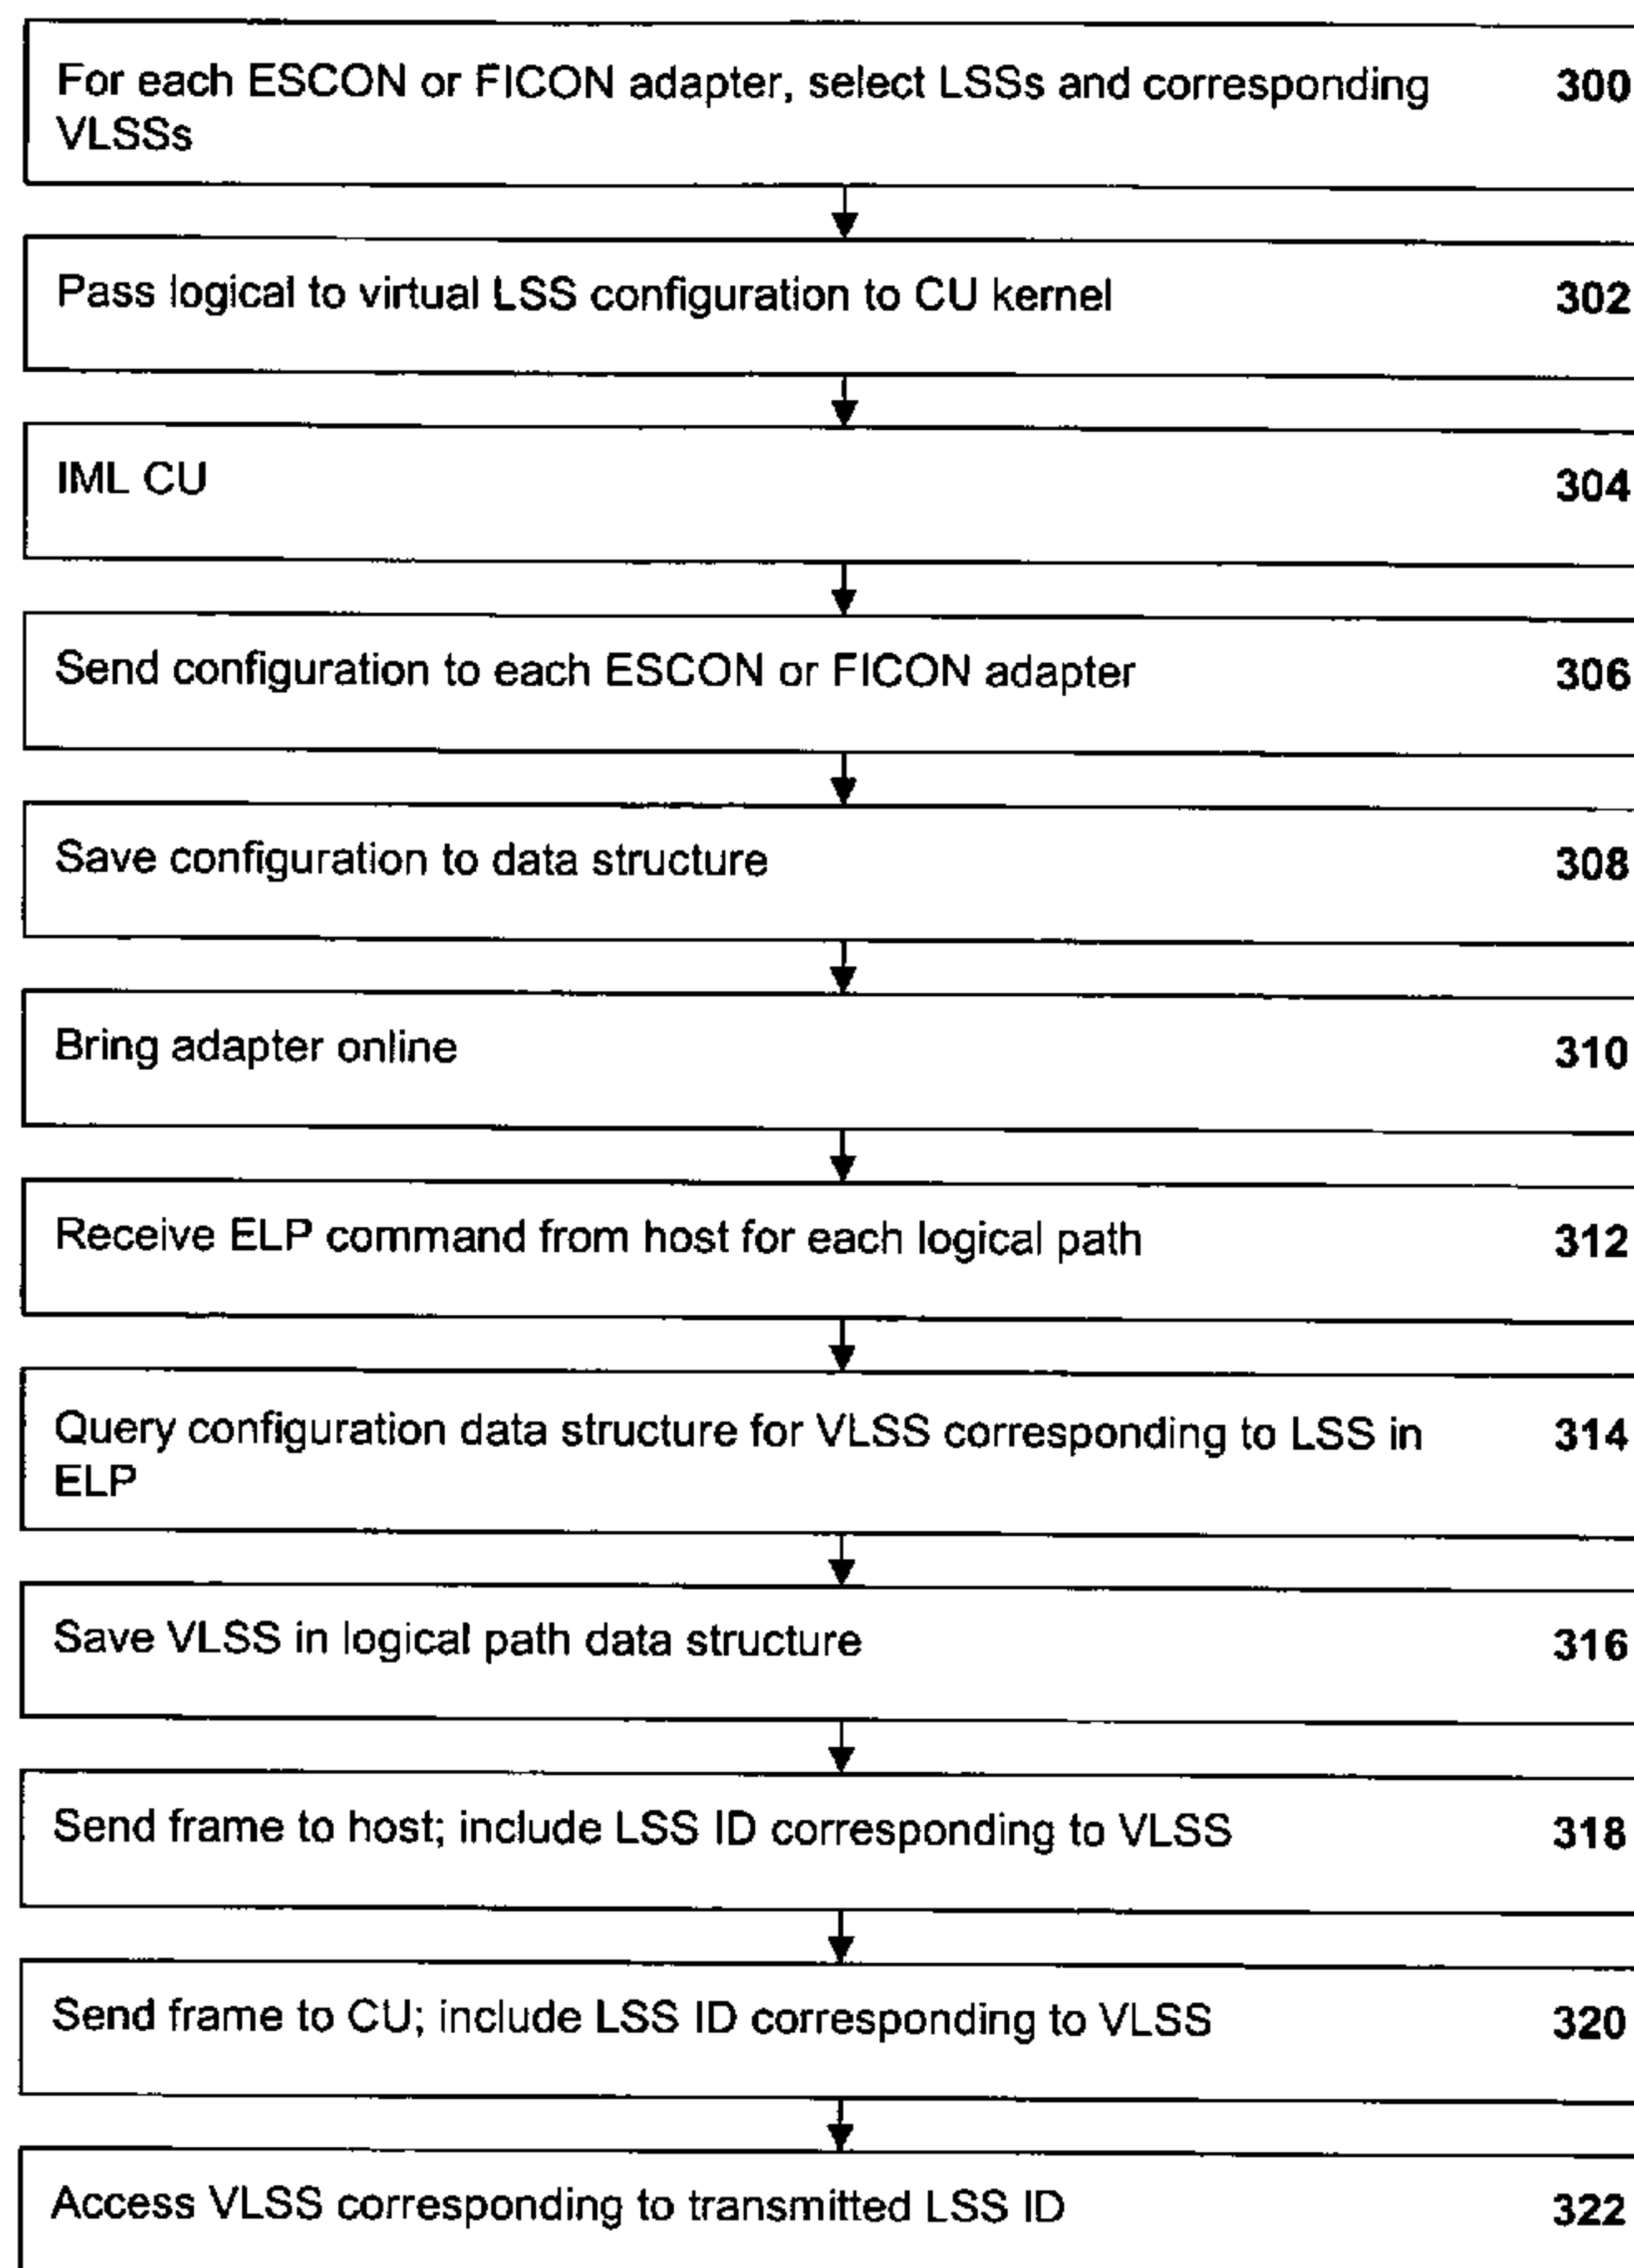 For each ESCON or FICON adapter, select LSSs and corresponding 300
VLSSs
Pass logical to virtual LSS configuration to CU kernel 302
IML CU 304
Send configuration to each ESCON or FICON adapter 306
Save configuration to data structure 308
Bring adapter online 310
Receive ELP command from host for each logical path 312
Query configuration data structure for VLSS corresponding to LSS in 314
ELP
Save VLSS in logical path data structure 316
Send frame to host; include LSS ID corresponding to VLSS 318
Send frame to CU; include LSS ID corresponding to VLSS 320
Access VLSS corresponding to transmitted LSS ID 322